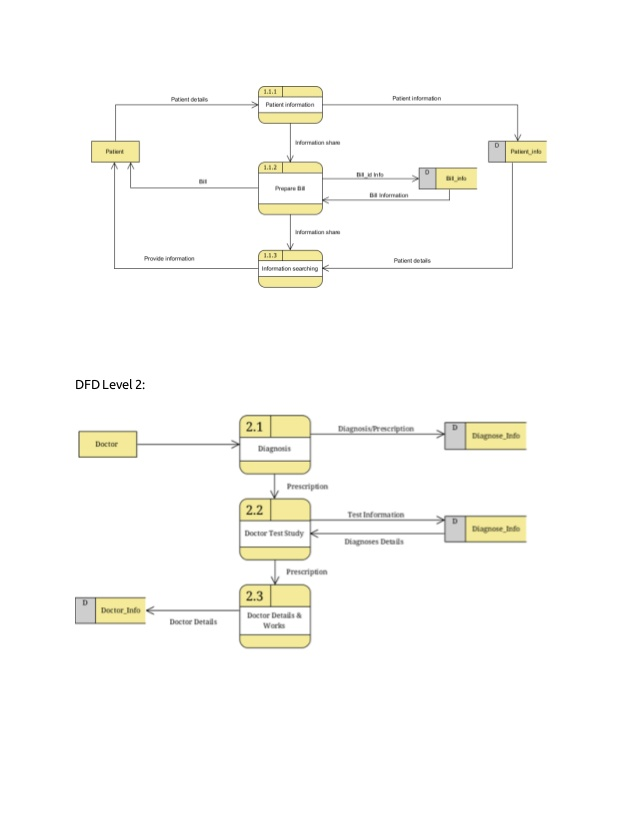 1.1.1
Patient details
Patient information
Patient information
Information share
Patient
D
Patient_info
1.1.2
Bill
Prepare Bill
Bill_id Info
D
Bill_info
Bill Information
Information share
1.1.3
Provide information
Information searching
Patient details
DFD Level 2:
2.1
Doctor
Diagnosis
Diagnosis/Prescription
D
Diagnose_Info
Prescription
2.2
Doctor Test Study
Test Information
D
Diagnose_Info
Diagnoses Details
Prescription
2.3
D
Doctor_Info
Doctor Details
Doctor Details &
Works